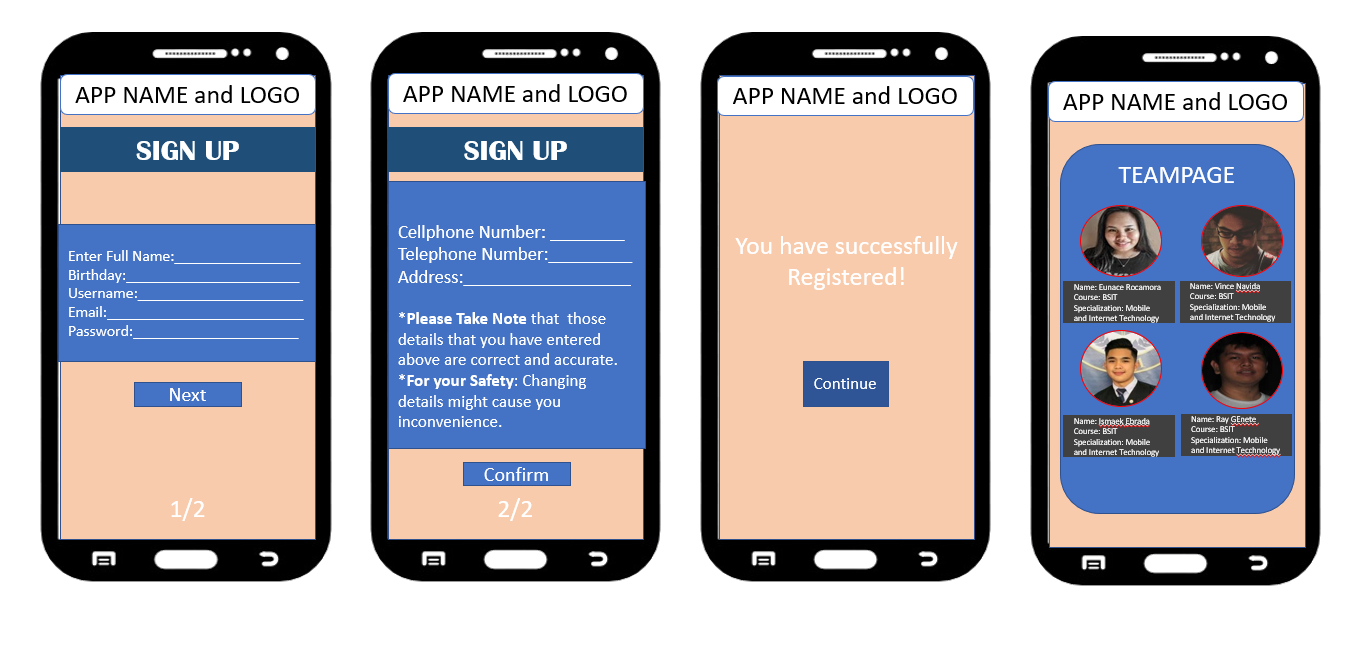 APP NAME and LOGO
SIGN UP
Enter Full Name:_______________
Birthday:_____________________
Username:____________________
Email:________________________
Password:____________________
Next
1/2
APP NAME and LOGO
SIGN UP
Cellphone Number: ________
Telephone Number:_________
Address:__________________
*Please Take Note that  those
details that you have entered
above are correct and accurate.
*For your Safety: Changing
details might cause you
inconvenience.
Confirm
2/2
APP NAME and LOGO
You have successfully
Registered!
Continue
APP NAME and LOGO
TEAMPAGE
Name: Eunace Rocamora
Course: BSIT
Specialization: Mobile
and Internet Technology
Name: Vince Navida
Course: BSIT
Specialization: Mobile
and Internet Technology
Name: Ismaek Ebrada
Course: BSIT
Specialization: Mobile
and Internet Technology
Name: Ray GEnete
Course: BSIT
Specialization: Mobile
and Internet Tecchnology